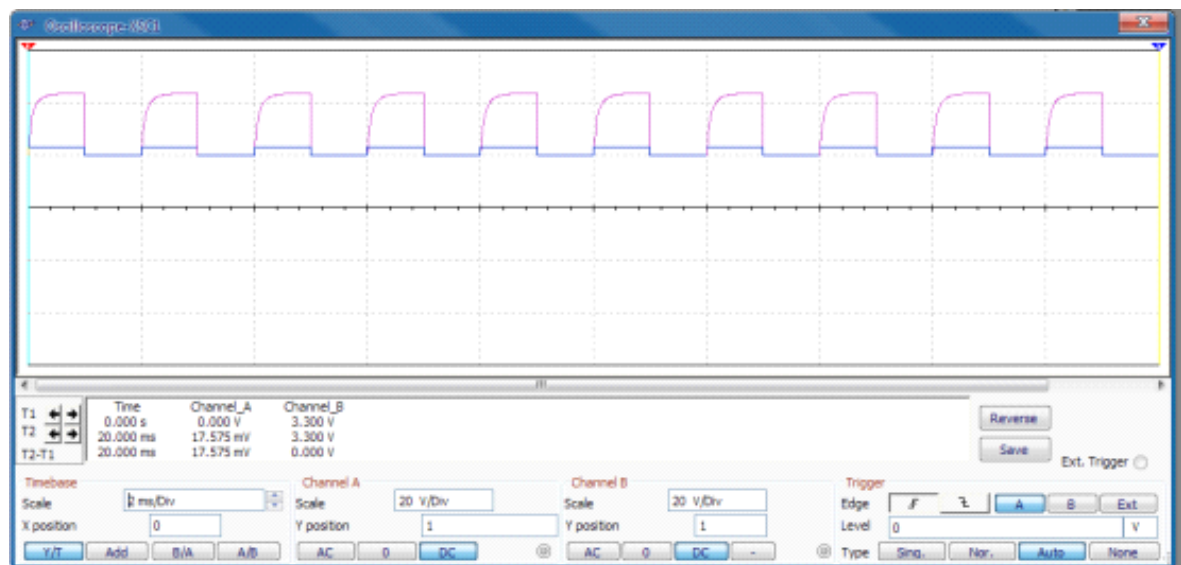 Oscilloscope-XSC1
T1
T2
T2-T1
Time Channel_A Channel_B
0.000 s 0.000 V 3.300 V
20.000 ms 17.575 mV 3.300 V
20.000 ms 17.575 mV 0.000 V
Reverse
Save
Ext. Trigger
Timebase
Scale 2 ms/Div
X position 0
Y/T Add B/A A/B
Channel A
Scale 20 V/Div
Y position 1
AC 0 DC
Channel B
Scale 20 V/Div
Y position 1
AC 0 DC -
Trigger
Edge A B Ext
Level 0 V
Type Sing. Nor. Auto None